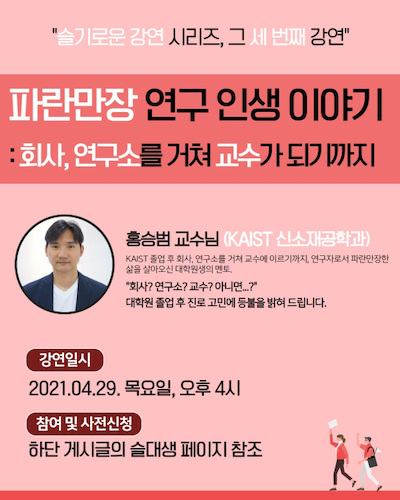 "슬기로운 강연 시리즈, 그 세 번째 강연"
파란만장 연구 인생 이야기
: 회사, 연구소를 거쳐 교수가 되기까지
홍승범 교수님 (KAIST 신소재공학과)
KAIST 졸업 후 회사, 연구소를 거쳐 교수에 이르기까지, 연구자로서 파란만장한
삶을 살아오신 대학원생의 멘토.
"회사? 연구소? 교수? 아니면...?"
대학원 졸업 후 진로 고민에 등불을 밝혀 드립니다.
강연일시
2021.04.29. 목요일, 오후 4시
참여 및 사전신청
하단 게시글의 슬대생 페이지 참조